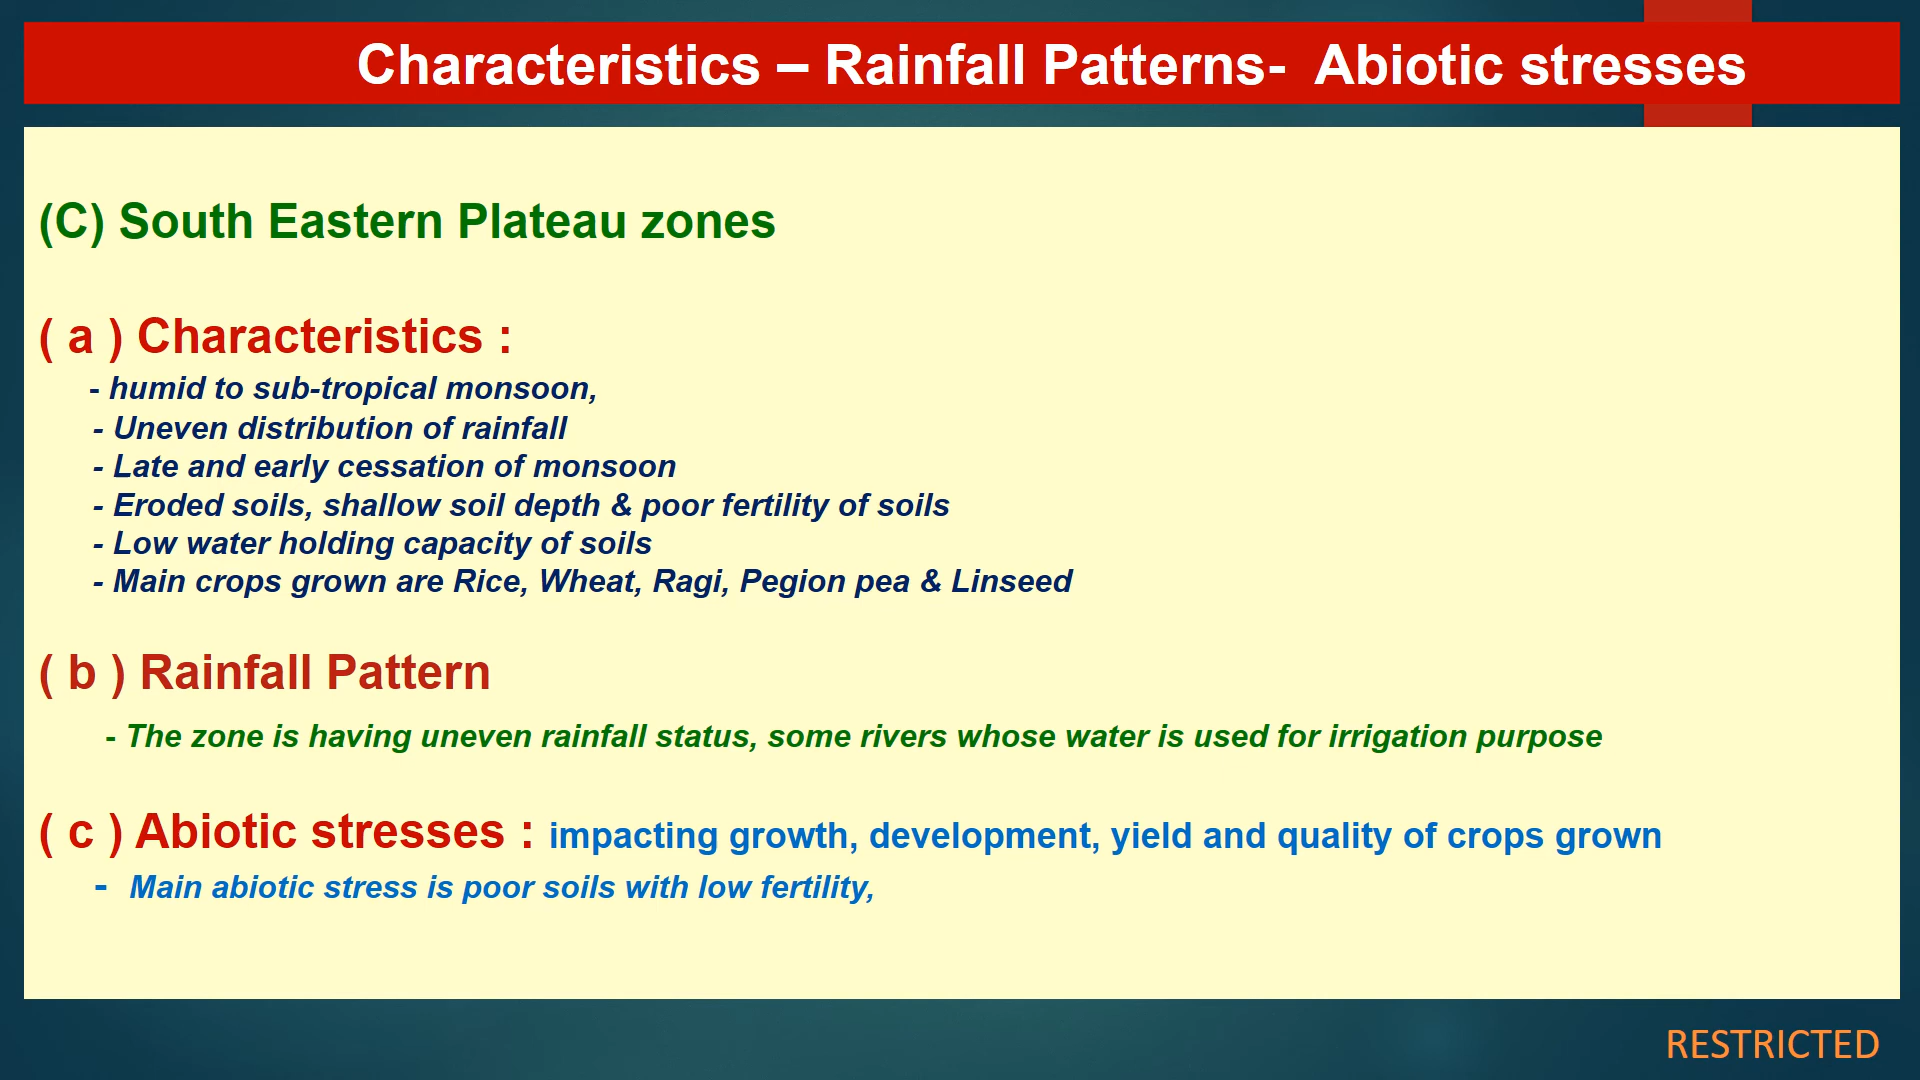 Characteristics – Rainfall Patterns- Abiotic stresses
(C) South Eastern Plateau zones
( a ) Characteristics :
- humid to sub-tropical monsoon,
- Uneven distribution of rainfall
- Late and early cessation of monsoon
- Eroded soils, shallow soil depth & poor fertility of soils
- Low water holding capacity of soils
- Main crops grown are Rice, Wheat, Ragi, Pegion pea & Linseed
( b ) Rainfall Pattern
- The zone is having uneven rainfall status, some rivers whose water is used for irrigation purpose
( c ) Abiotic stresses : impacting growth, development, yield and quality of crops grown
- Main abiotic stress is poor soils with low fertility,
RESTRICTED